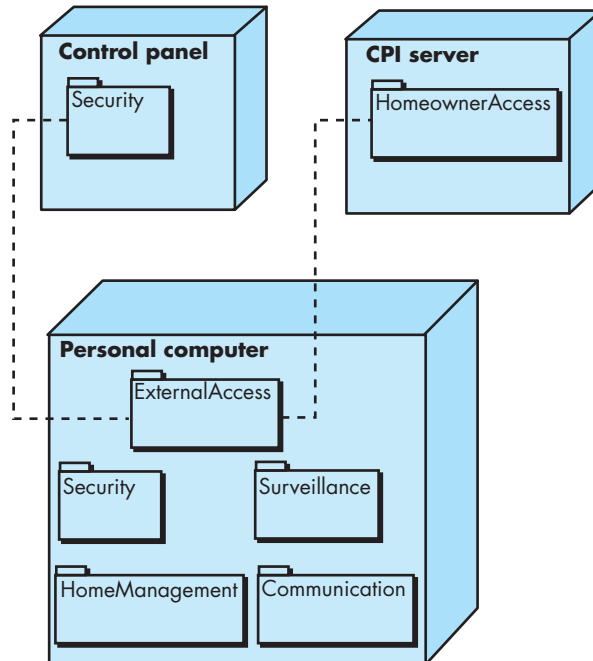 Control panel
Security
CPI server
HomeownerAccess
Personal computer
ExternalAccess
Security
Surveillance
HomeManagement
Communication